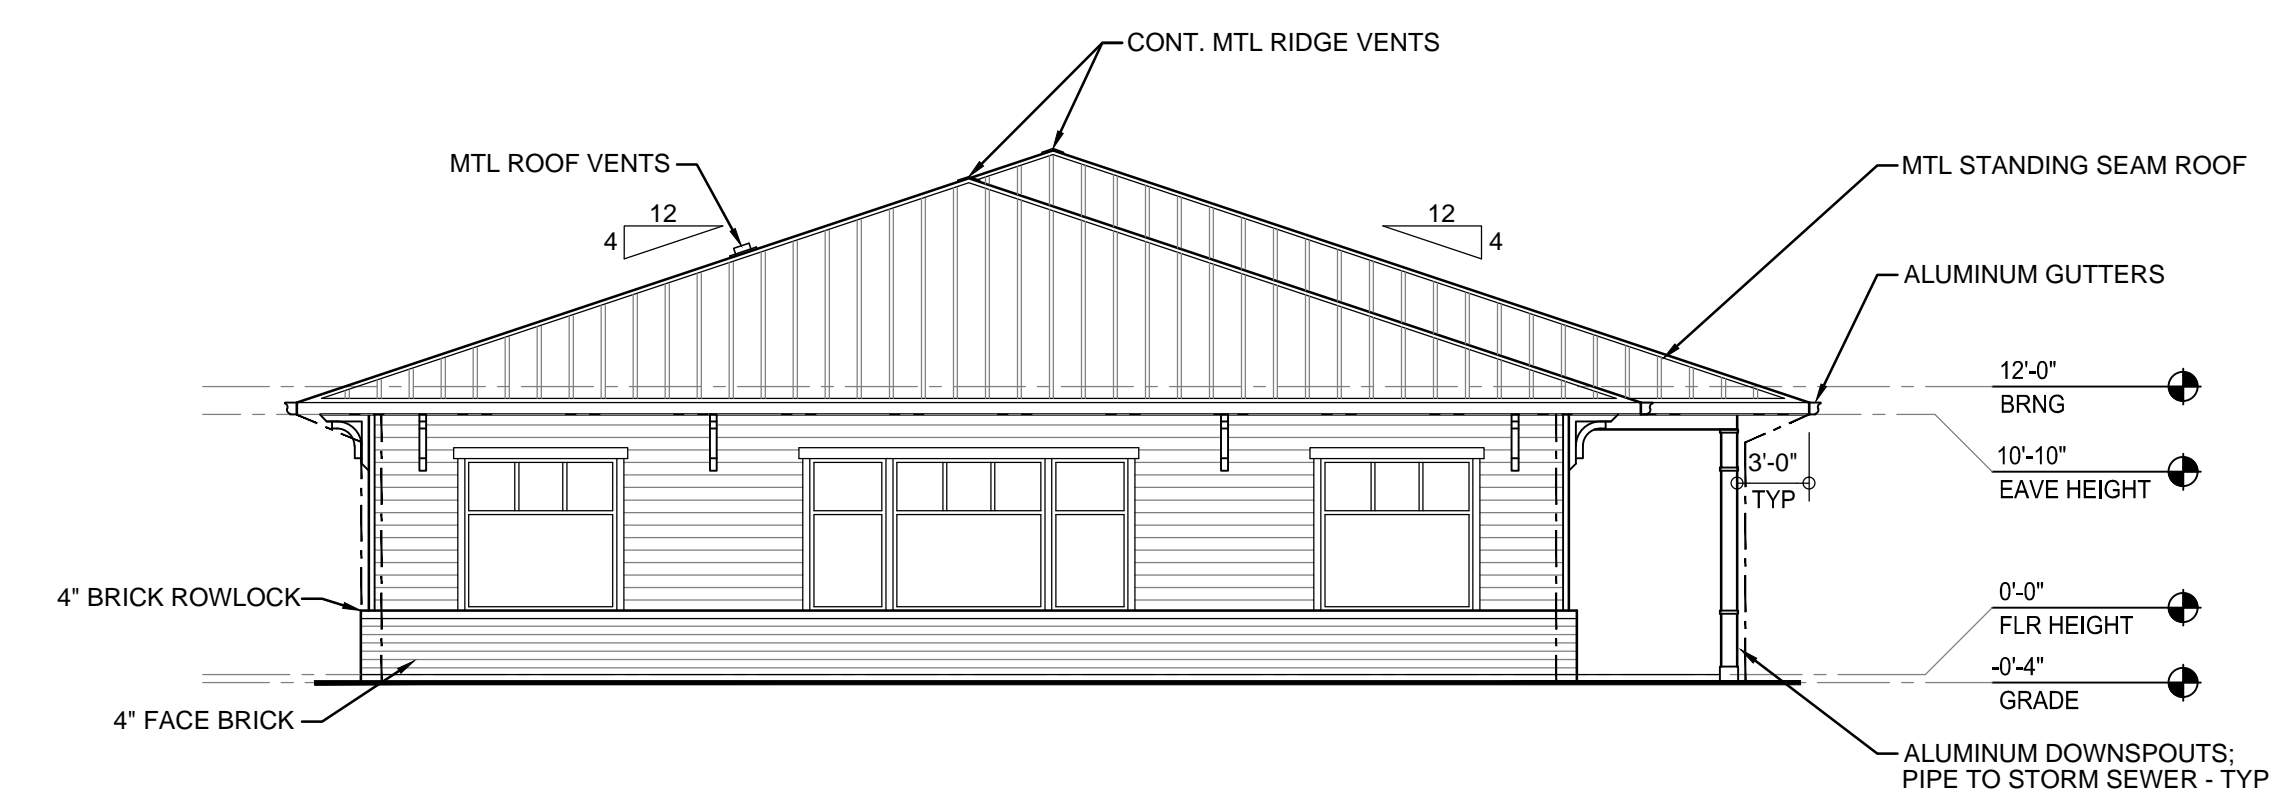 CONT. MTL RIDGE VENTS
MTL ROOF VENTS
MTL STANDING SEAM ROOF
12
4
12
4
ALUMINUM GUTTERS
12'-0"
BRNG
10'-10"
EAVE HEIGHT
3'-0"
TYP
4" BRICK ROWLOCK
0'-0"
FLR HEIGHT
-0'-4"
GRADE
4" FACE BRICK
ALUMINUM DOWNSPOUTS;
PIPE TO STORM SEWER - TYP